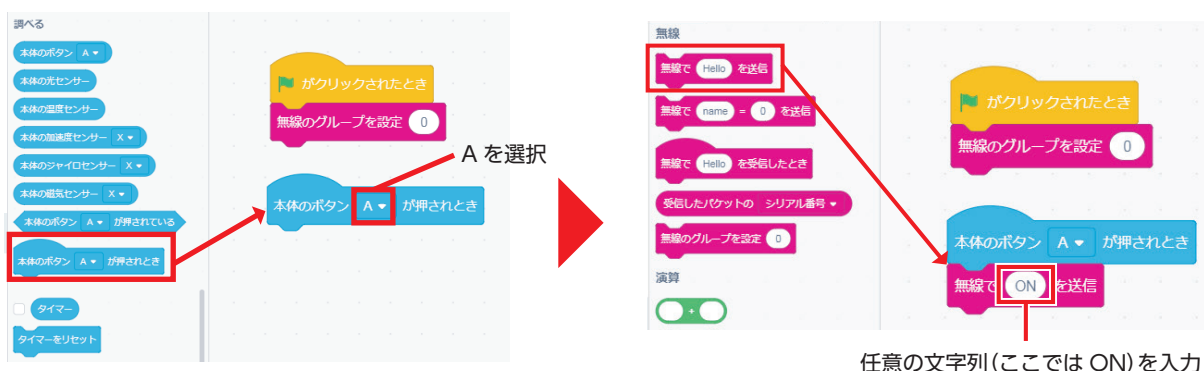 調べる
本体のボタン A
本体の光センサー
本体の温度センサー
本体の加速度センサー X
本体のジャイロセンサー X
本体の磁気センサー X
本体のボタン A が押されている
本体のボタン A が押されとき
タイマー
タイマーをリセット
がクリックされたとき
無線のグループを設定 0
A を選択
本体のボタン A が押されとき
無線
無線で Hello を送信
無線で name = 0 を送信
無線で Hello を受信したとき
受信したパケットの シリアル番号
無線のグループを設定 0
演算
+
がクリックされたとき
無線のグループを設定 0
本体のボタン A が押されとき
無線で ON を送信
任意の文字列(ここでは ON)を入力